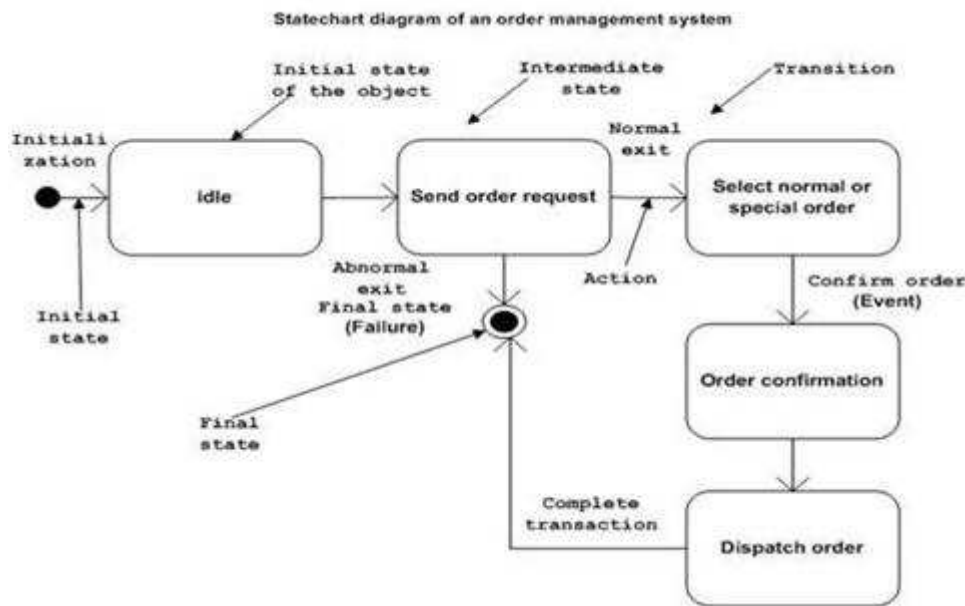 Statechart diagram of an order management system
Initial state
of the object
Intermediate
state
Transition
Initiali
zation
Normal
exit
idle
Send order request
Select normal or
special order
Abnormal
exit
Final state
(Failure)
Action
Confirm order
(Event)
Initial
state
Order confirmation
Final
state
Complete
transaction
Dispatch order